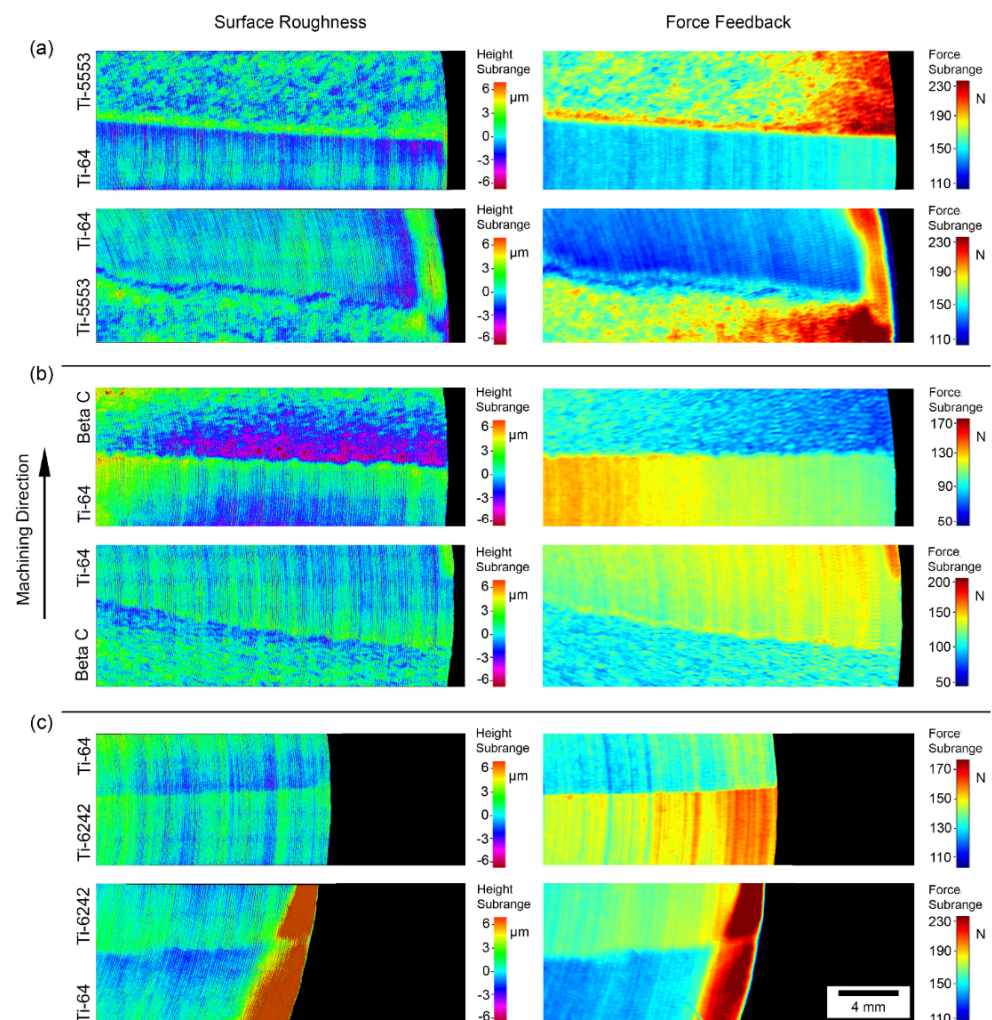 Surface Roughness
Force Feedback
(a)
Ti-5553
Ti-64
Height
Subrange
6
μm
3
0
-3
-6
Force
Subrange
230
N
190
150
110
Ti-64
Ti-5553
Height
Subrange
6
μm
3
0
-3
-6
Force
Subrange
230
N
190
150
110
(b)
Machining Direction
Beta C
Ti-64
Height
Subrange
6
μm
3
0
-3
-6
Force
Subrange
170
N
130
90
50
Ti-64
Beta C
Height
Subrange
6
μm
3
0
-3
-6
Force
Subrange
200
N
150
100
50
(c)
Ti-64
Ti-6242
Height
Subrange
6
μm
3
0
-3
-6
Force
Subrange
170
N
150
130
110
Ti-6242
Ti-64
Height
Subrange
6
μm
3
0
-3
-6
Force
Subrange
230
N
190
150
110
4 mm